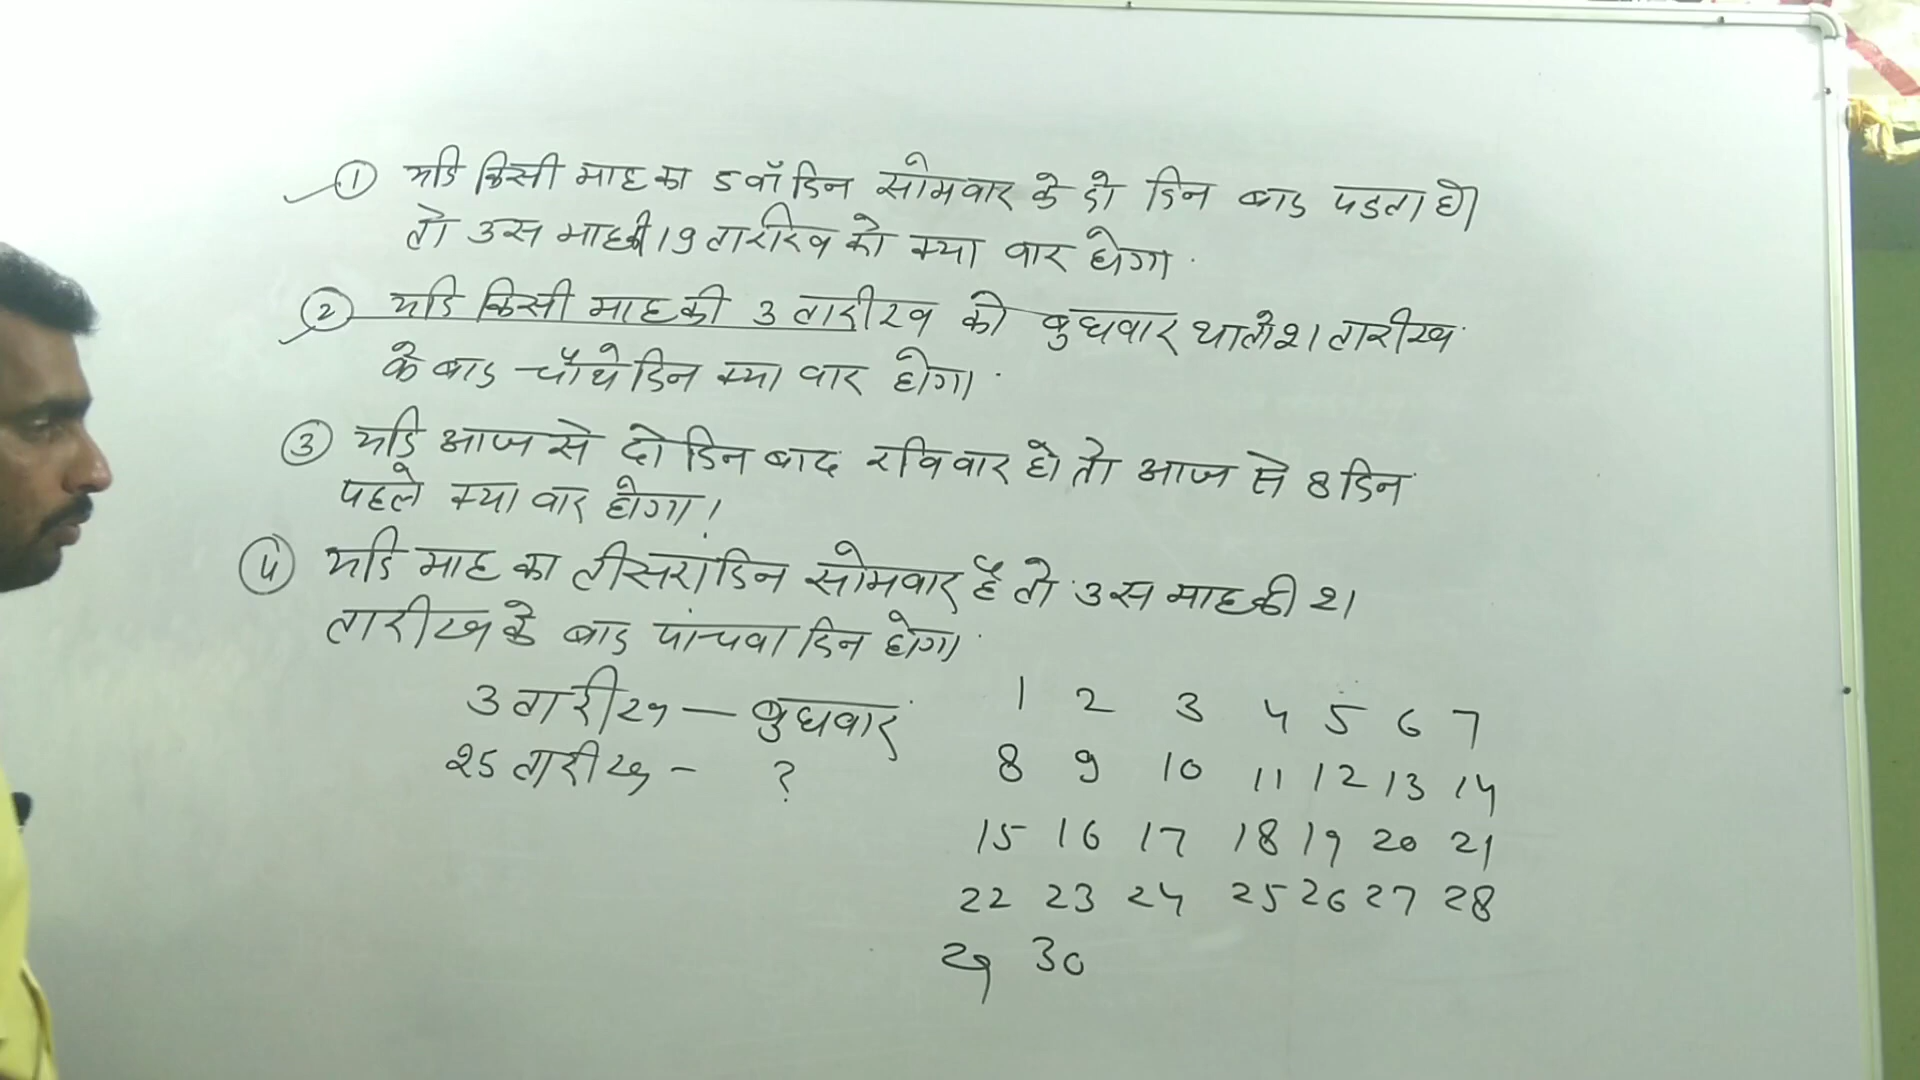 ① यदि किसी माह का 5 वाँ दिन सोमवार के दो दिन बाद पडता हो
तो उस माह की 19 तारीख को क्या वार होगा.
② यदि किसी माह की 3 तारीख को बुधवार था तो 21 तारीख
के बाद चौथे दिन क्या वार होगा.
③ यदि आज से दो दिन बाद रविवार हो तो आज से 8 दिन
पहले क्या वार होगा!
④ यदि माह का तीसरा दिन सोमवार है तो उस माह की 21
तारीख के बाद पांचवा दिन होगा.
3 तारीख — बुधवार
25 तारीख - ?
1 2 3 4 5 6 7
8 9 10 11 12 13 14
15 16 17 18 19 20 21
22 23 24 25 26 27 28
29 30